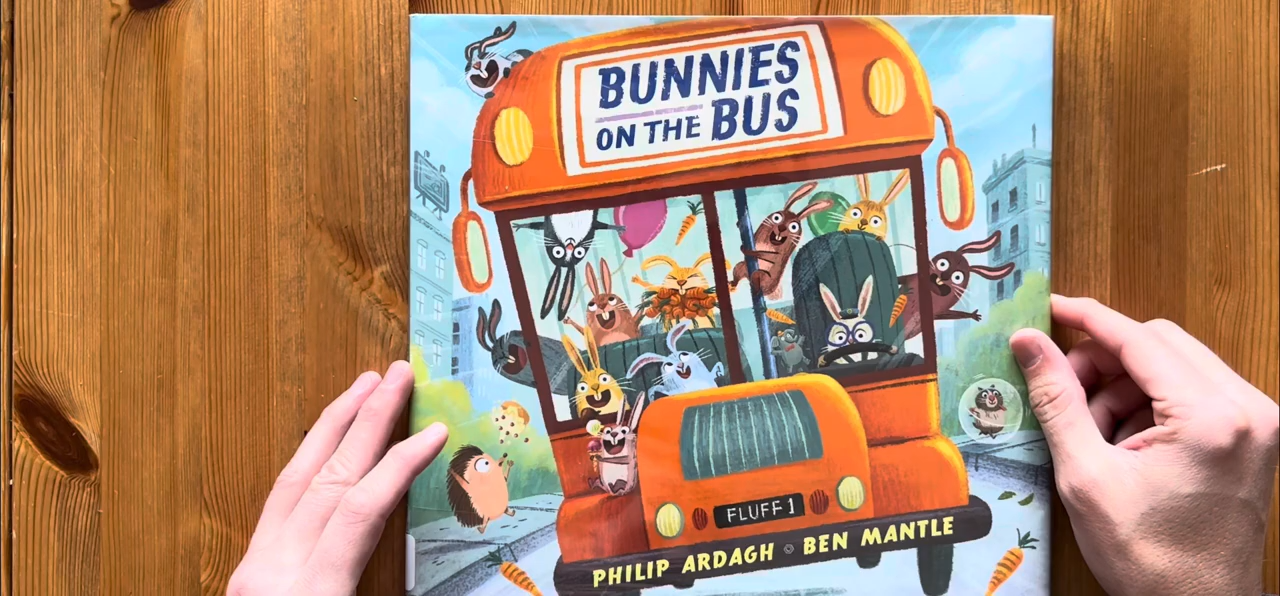 BUNNIES
ON THE BUS
FLUFF 1
PHILIP ARDAGH BEN MANTLE